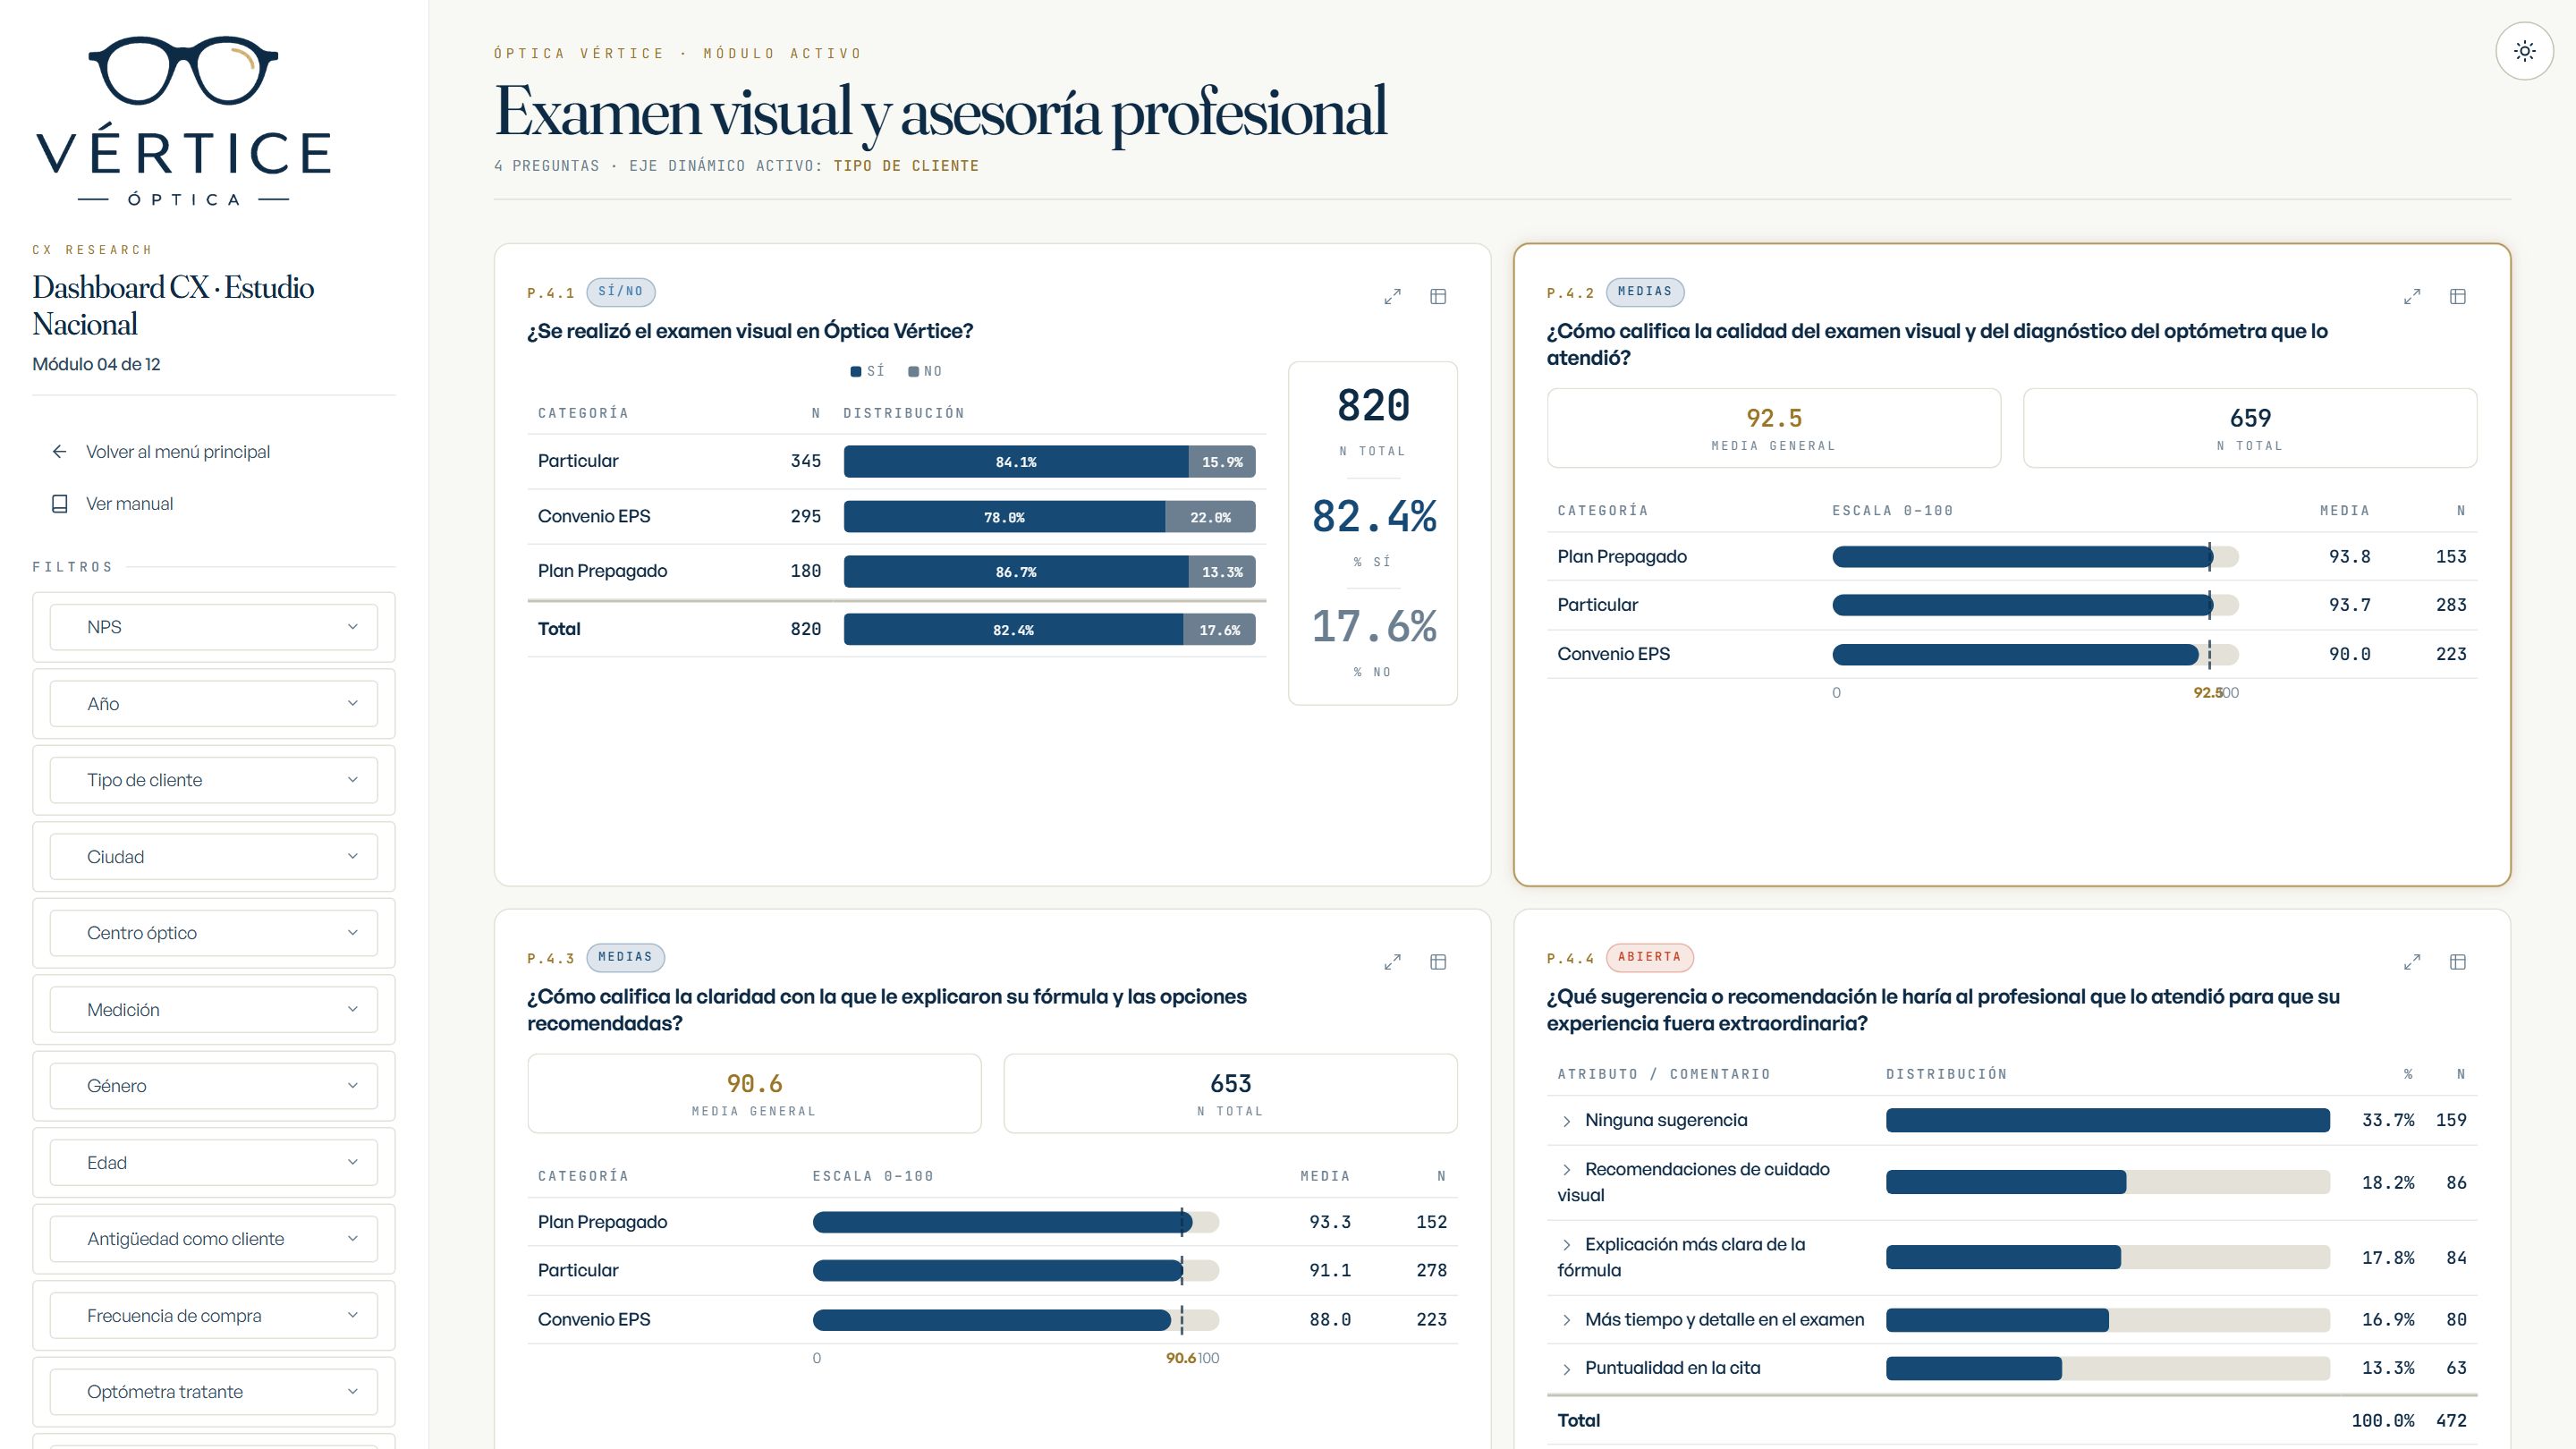 VÉRTICE
ÓPTICA
CX RESEARCH
Dashboard CX · Estudio
Nacional
Módulo 04 de 12
Volver al menú principal
Ver manual
FILTROS
NPS
Año
Tipo de cliente
Ciudad
Centro óptico
Medición
Género
Edad
Antigüedad como cliente
Frecuencia de compra
Optómetra tratante
ÓPTICA VÉRTICE · MÓDULO ACTIVO
Examen visual y asesoría profesional
4 PREGUNTAS · EJE DINÁMICO ACTIVO: TIPO DE CLIENTE
P.4.1 SÍ/NO
¿Se realizó el examen visual en Óptica Vértice?
SÍ NO
CATEGORÍA N DISTRIBUCIÓN
Particular 345 84.1% 15.9%
Convenio EPS 295 78.0% 22.0%
Plan Prepagado 180 86.7% 13.3%
Total 820 82.4% 17.6%
820
N TOTAL
82.4%
% SÍ
17.6%
% NO
P.4.2 MEDIAS
¿Cómo califica la calidad del examen visual y del diagnóstico del optómetra que lo
atendió?
92.5
MEDIA GENERAL
659
N TOTAL
CATEGORÍA ESCALA 0–100 MEDIA N
Plan Prepagado 93.8 153
Particular 93.7 283
Convenio EPS 90.0 223
0 92.5 100
P.4.3 MEDIAS
¿Cómo califica la claridad con la que le explicaron su fórmula y las opciones
recomendadas?
90.6
MEDIA GENERAL
653
N TOTAL
CATEGORÍA ESCALA 0–100 MEDIA N
Plan Prepagado 93.3 152
Particular 91.1 278
Convenio EPS 88.0 223
0 90.6 100
P.4.4 ABIERTA
¿Qué sugerencia o recomendación le haría al profesional que lo atendió para que su
experiencia fuera extraordinaria?
ATRIBUTO / COMENTARIO DISTRIBUCIÓN % N
Ninguna sugerencia 33.7% 159
Recomendaciones de cuidado
visual 18.2% 86
Explicación más clara de la
fórmula 17.8% 84
Más tiempo y detalle en el examen 16.9% 80
Puntualidad en la cita 13.3% 63
Total 100.0% 472